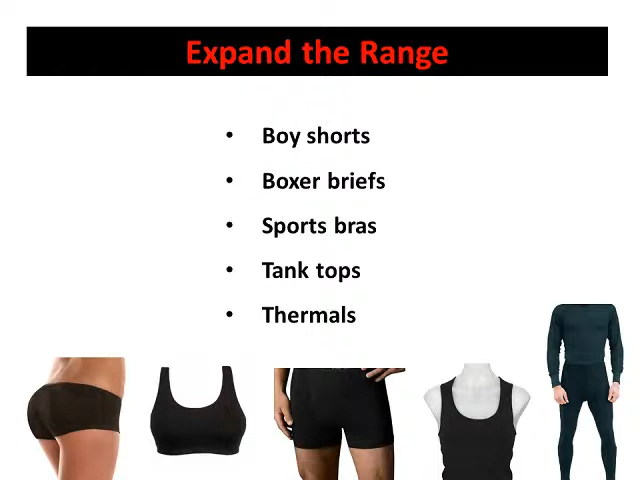 Expand the Range
• Boy shorts
• Boxer briefs
• Sports bras
• Tank tops
• Thermals